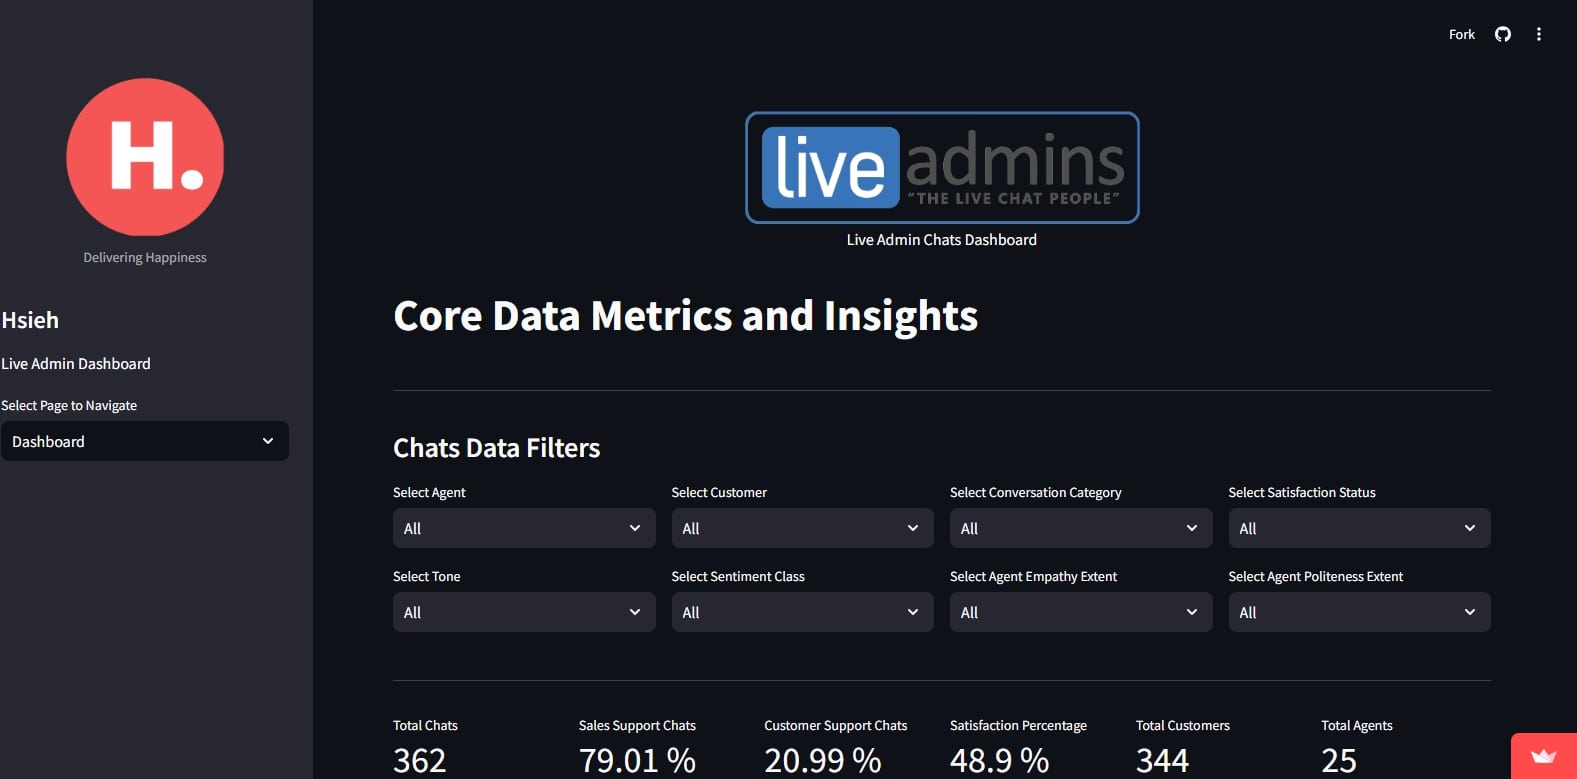 Fork
H.
Delivering Happiness
Hsieh
Live Admin Dashboard
Select Page to Navigate
Dashboard
live admins
"THE LIVE CHAT PEOPLE"
Live Admin Chats Dashboard
Core Data Metrics and Insights
Chats Data Filters
Select Agent Select Customer Select Conversation Category Select Satisfaction Status
All All All All
Select Tone Select Sentiment Class Select Agent Empathy Extent Select Agent Politeness Extent
All All All All
Total Chats Sales Support Chats Customer Support Chats Satisfaction Percentage Total Customers Total Agents
362 79.01 % 20.99 % 48.9 % 344 25